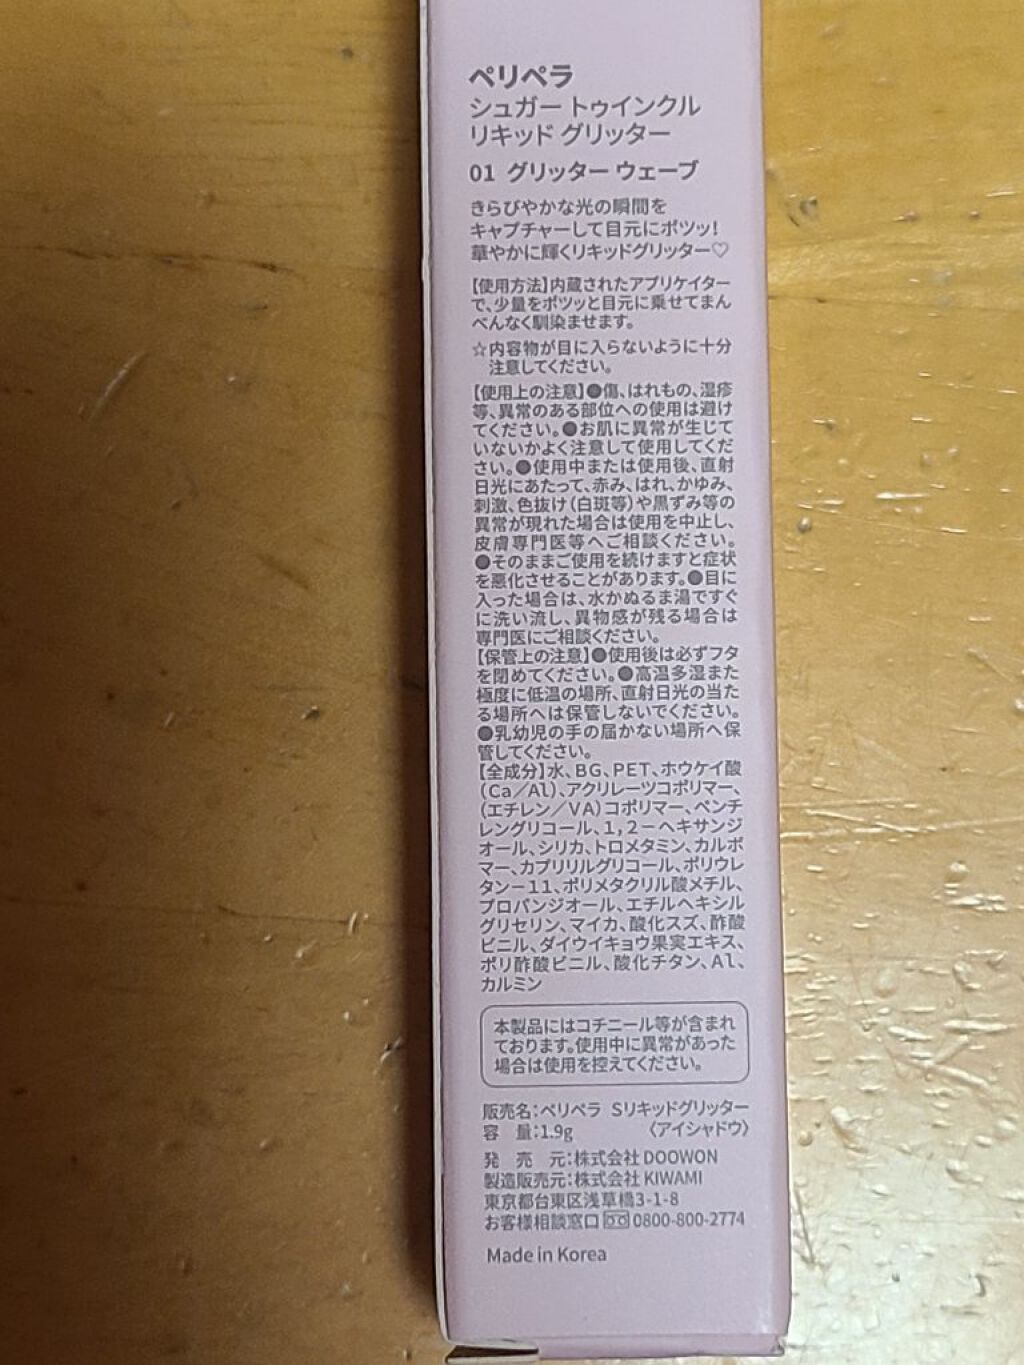 ペリペラ
シュガー トゥインクル
リキッド グリッター
01 グリッター ウェーブ
きらびやかな光の瞬間を
キャプチャーして目元にポツッ!
華やかに輝くリキッドグリッター♡
【使用方法】内蔵されたアプリケイター
で、少量をポツッと目元に乗せてまん
べんなく馴染ませます。
☆内容物が目に入らないように十分
注意してください。
【使用上の注意】●傷、はれもの、湿疹
等、異常のある部位への使用は避け
てください。●お肌に異常が生じて
いないかよく注意して使用してくだ
さい。●使用中または使用後、直射
日光にあたって、赤み、はれ、かゆみ、
刺激、色抜け(白斑等)や黒ずみ等の
異常が現れた場合は使用を中止し、
皮膚専門医等へご相談ください。
●そのままご使用を続けますと症状
を悪化させることがあります。●目に
入った場合は、水かぬるま湯ですぐ
に洗い流し、異物感が残る場合は
専門医にご相談ください。
【保管上の注意】●使用後は必ずフタ
を閉めてください。●高温多湿また
極度に低温の場所、直射日光の当た
る場所へは保管しないでください。
●乳幼児の手の届かない場所へ保
管してください。
【全成分】水、BG、PET、ホウケイ酸
(Ca/Al)、アクリレーツコポリマー、
(エチレン/VA)コポリマー、ペンチ
レングリコール、1,2-ヘキサンジ
オール、シリカ、トロメタミン、カルボ
マー、カプリリルグリコール、ポリウレ
タン-11、ポリメタクリル酸メチル、
プロパンジオール、エチルヘキシル
グリセリン、マイカ、酸化スズ、酢酸
ビニル、ダイウイキョウ果実エキス、
ポリ酢酸ビニル、酸化チタン、Al、
カルミン
本製品にはコチニール等が含まれ
ております。使用中に異常があった
場合は使用を控えてください。
販売名:ペリペラ Sリキッドグリッター
容 量:1.9g 〈アイシャドウ〉
発 売 元:株式会社 DOOWON
製造販売元:株式会社 KIWAMI
東京都台東区浅草橋3-1-8
お客様相談窓口 0800-800-2774
Made in Korea